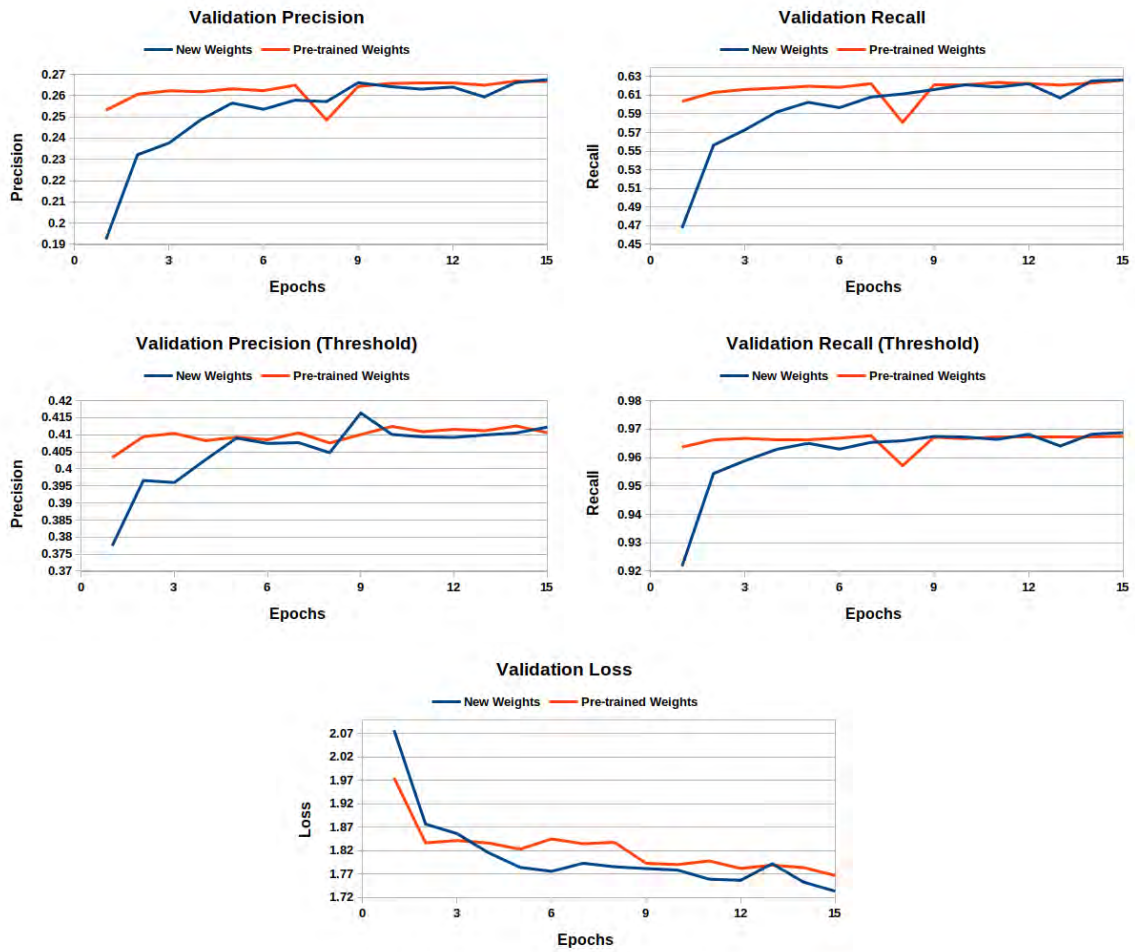 Validation Precision
New Weights Pre-trained Weights
0.27
0.26
0.25
0.24
0.23
0.22
0.21
0.2
0.19
Precision
0 3 6 9 12 15
Epochs
Validation Recall
New Weights Pre-trained Weights
0.63
0.61
0.59
0.57
0.55
0.53
0.51
0.49
0.47
0.45
Recall
0 3 6 9 12 15
Epochs
Validation Precision (Threshold)
New Weights Pre-trained Weights
0.42
0.415
0.41
0.405
0.4
0.395
0.39
0.385
0.38
0.375
0.37
Precision
0 3 6 9 12 15
Epochs
Validation Recall (Threshold)
New Weights Pre-trained Weights
0.98
0.97
0.96
0.95
0.94
0.93
0.92
Recall
0 3 6 9 12 15
Epochs
Validation Loss
New Weights Pre-trained Weights
2.07
2.02
1.97
1.92
1.87
1.82
1.77
1.72
Loss
0 3 6 9 12 15
Epochs